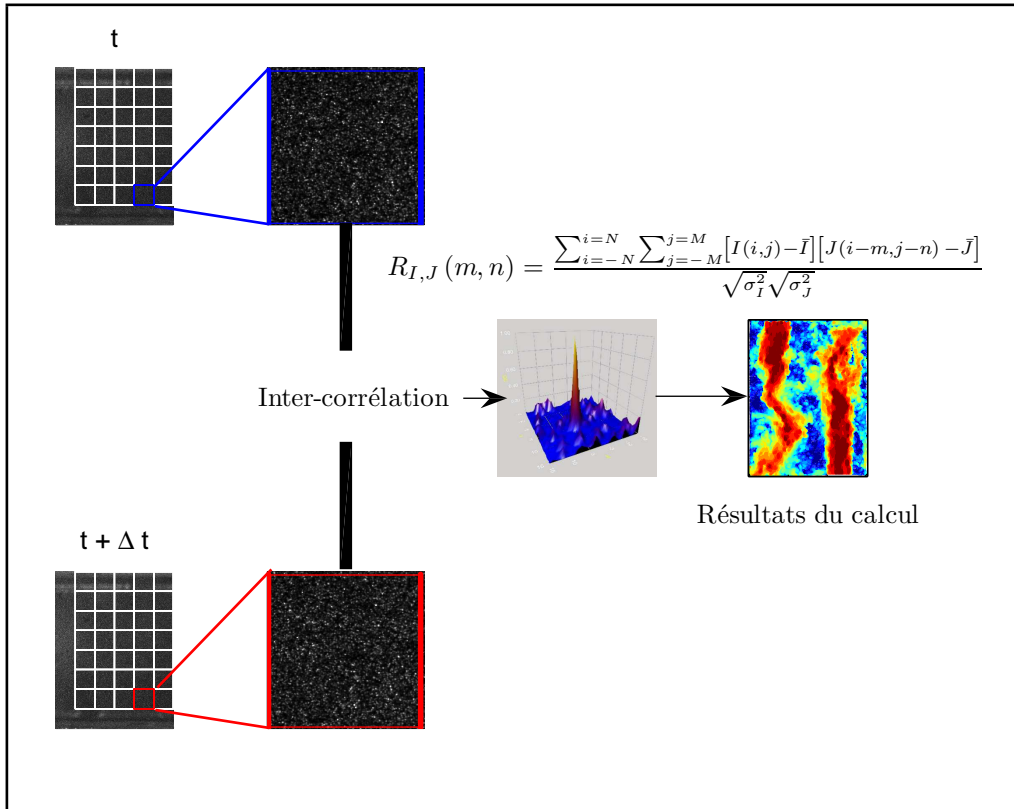 t
R_{I,J}(m,n) = \frac{\sum_{i=-N}^{i=N} \sum_{j=-M}^{j=M} [I(i,j)-\bar{I}][J(i-m,j-n)-\bar{J}]}{\sqrt{\sigma_I^2}\sqrt{\sigma_J^2}}
Inter-corrélation
Résultats du calcul
t + Δ t